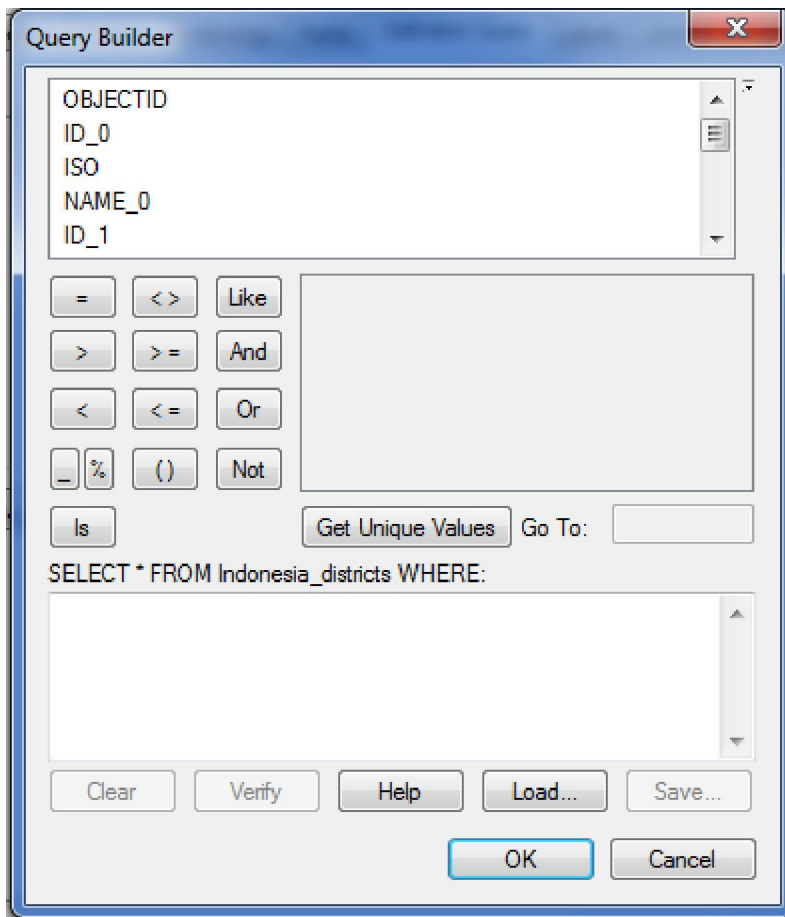 Query Builder
X
OBJECTID
ID_0
ISO
NAME_0
ID_1
= < > Like
> > = And
< < = Or
_ % ( ) Not
Is Get Unique Values Go To:
SELECT * FROM Indonesia_districts WHERE:
Clear Verify Help Load... Save...
OK Cancel